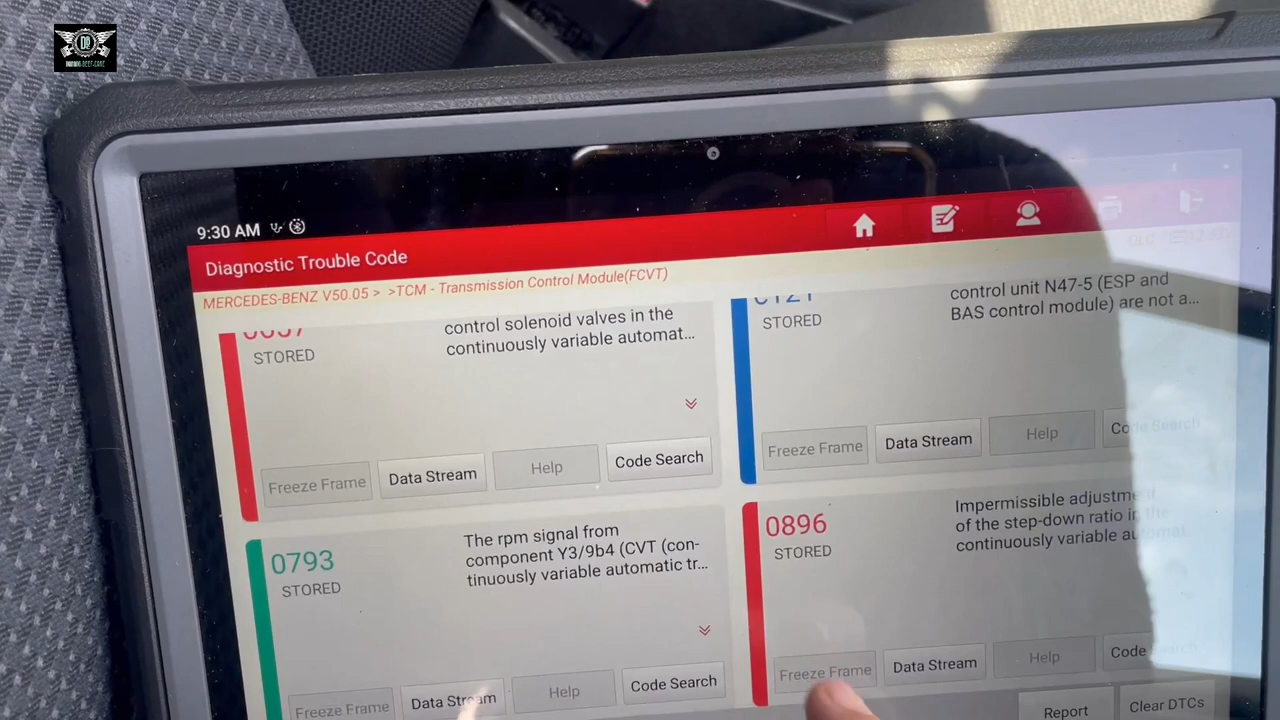 9:30 AM
Diagnostic Trouble Code
MERCEDES-BENZ V50.05 > >TCM - Transmission Control Module(FCVT)
0657
STORED
control solenoid valves in the
continuously variable automat...
Freeze Frame
Data Stream
Help
Code Search
STORED
control unit N47-5 (ESP and
BAS control module) are not a...
Freeze Frame
Data Stream
Help
Code Search
0793
STORED
The rpm signal from
component Y3/9b4 (CVT (con-
tinuously variable automatic tr...
Freeze Frame
Data Stream
Help
Code Search
0896
STORED
Impermissible adjustment
of the step-down ratio in the
continuously variable automat...
Freeze Frame
Data Stream
Help
Code
Report
Clear DTCs